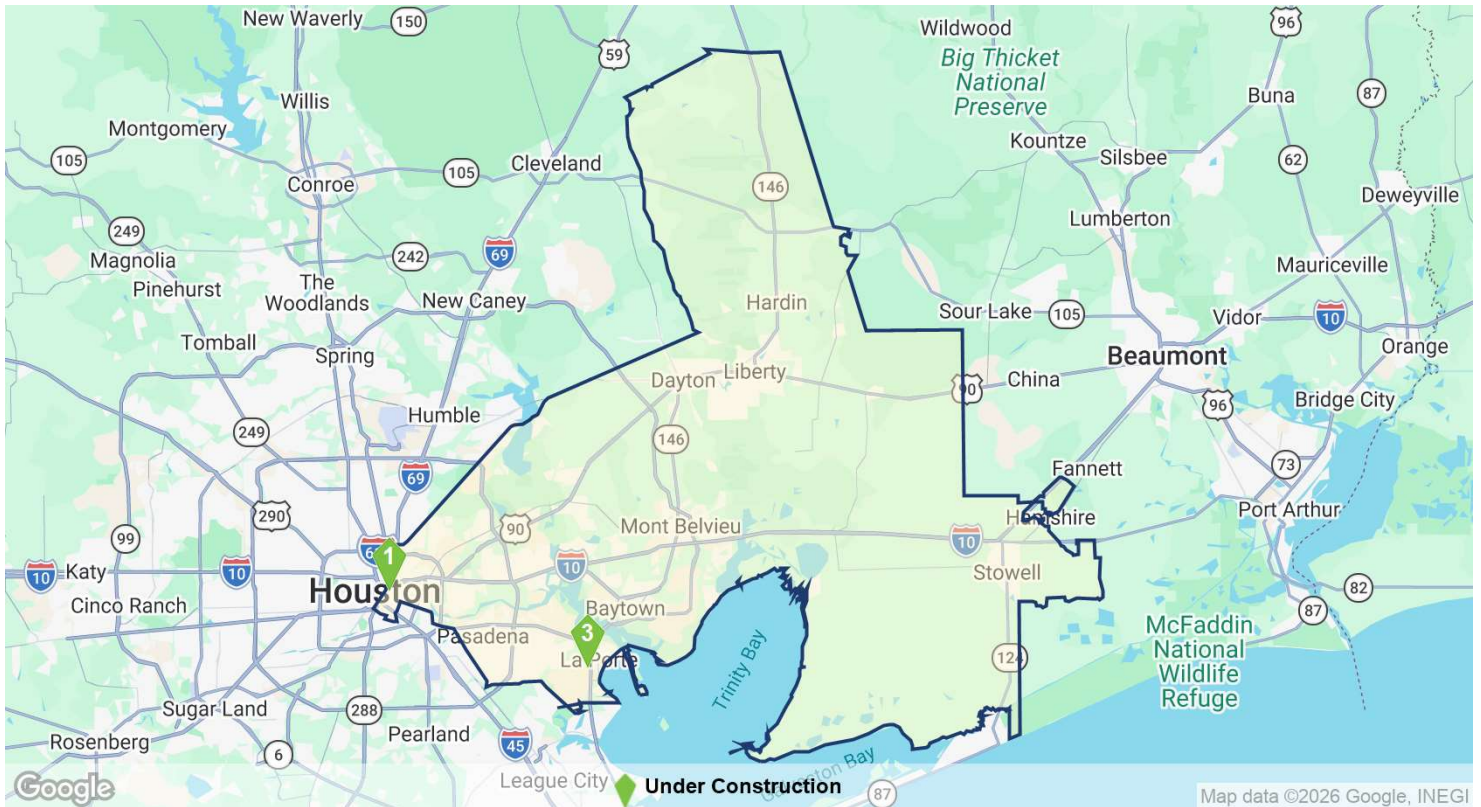 New Waverly
150
59
Wildwood
96
Big Thicket
National
Preserve
Willis
Buna
87
Montgomery
Kountze
Silsbee
105
Cleveland
62
105
Conroe
146
Deweyville
Lumberton
249
242
69
Magnolia
Mauriceville
The
Woodlands
Pinehurst
New Caney
Hardin
Sour Lake
105
Vidor
10
Tomball
Spring
Beaumont
Orange
Dayton
Liberty
90
China
Humble
96
Bridge City
249
146
69
Fannett
73
290
90
Mont Belvieu
Hamshire
Port Arthur
99
1
10
Katy
10
10
Houston
Stowell
82
Cinco Ranch
Baytown
87
Pasadena
3
La Porte
124
McFaddin
National
Wildlife
Refuge
Trinity Bay
Sugar Land
288
Pearland
Rosenberg
6
45
League City
Under Construction
87
Google
Map data ©2026 Google, INEGI